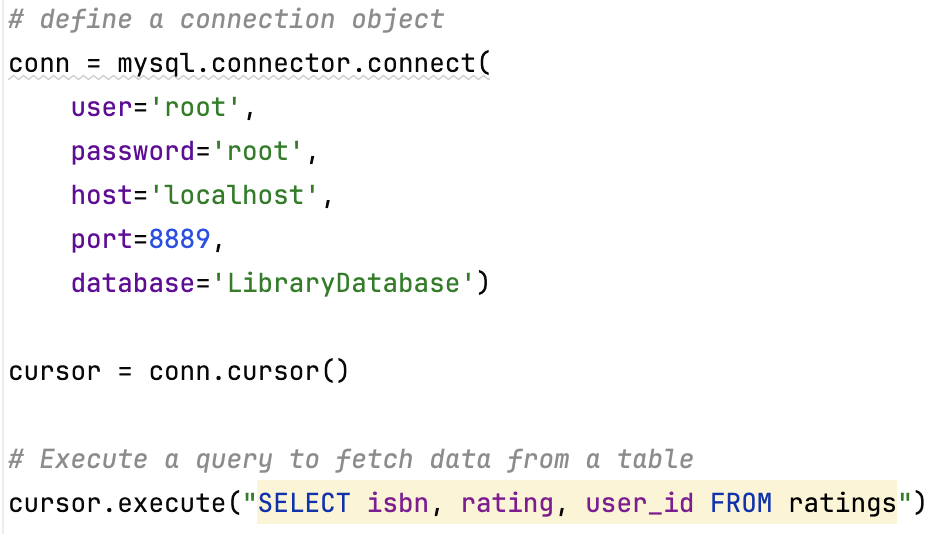 # define a connection object
conn = mysql.connector.connect(
    user='root',
    password='root',
    host='localhost',
    port=8889,
    database='LibraryDatabase')
cursor = conn.cursor()
# Execute a query to fetch data from a table
cursor.execute("SELECT isbn, rating, user_id FROM ratings")